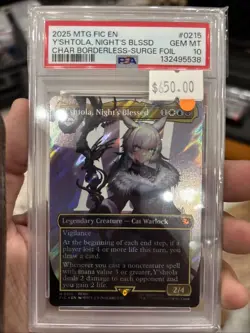 2025 MTG FIC EN #0215
Y'SHTOLA, NIGHT'S BLSSD GEM MT
CHAR BORDERLESS-SURGE FOIL 10
PSA 132495538
$650.00
Y'shtola, Night's Blessed
Legendary Creature — Cat Warlock
Vigilance
At the beginning of each end step, if a
player lost 4 or more life this turn, you
draw a card.
Whenever you cast a noncreature spell
with mana value 3 or greater, Y'shtola
deals 2 damage to each opponent and
you gain 2 life.
2/4